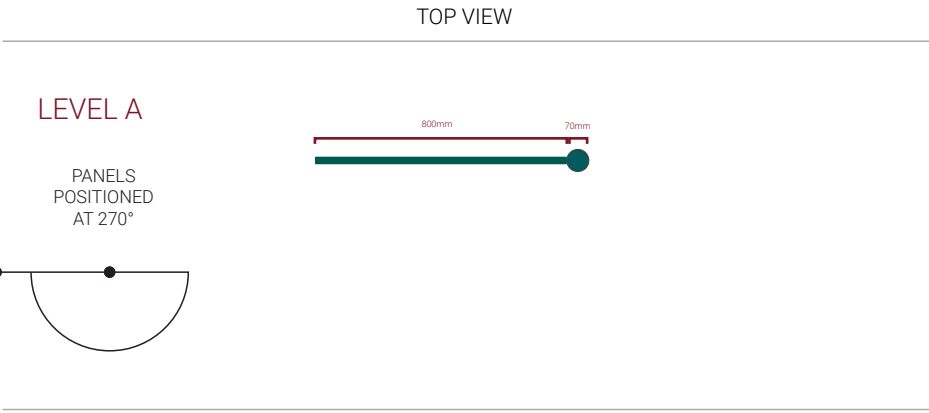 TOP VIEW
LEVEL A
800mm
70mm
PANELS
POSITIONED
AT 270°